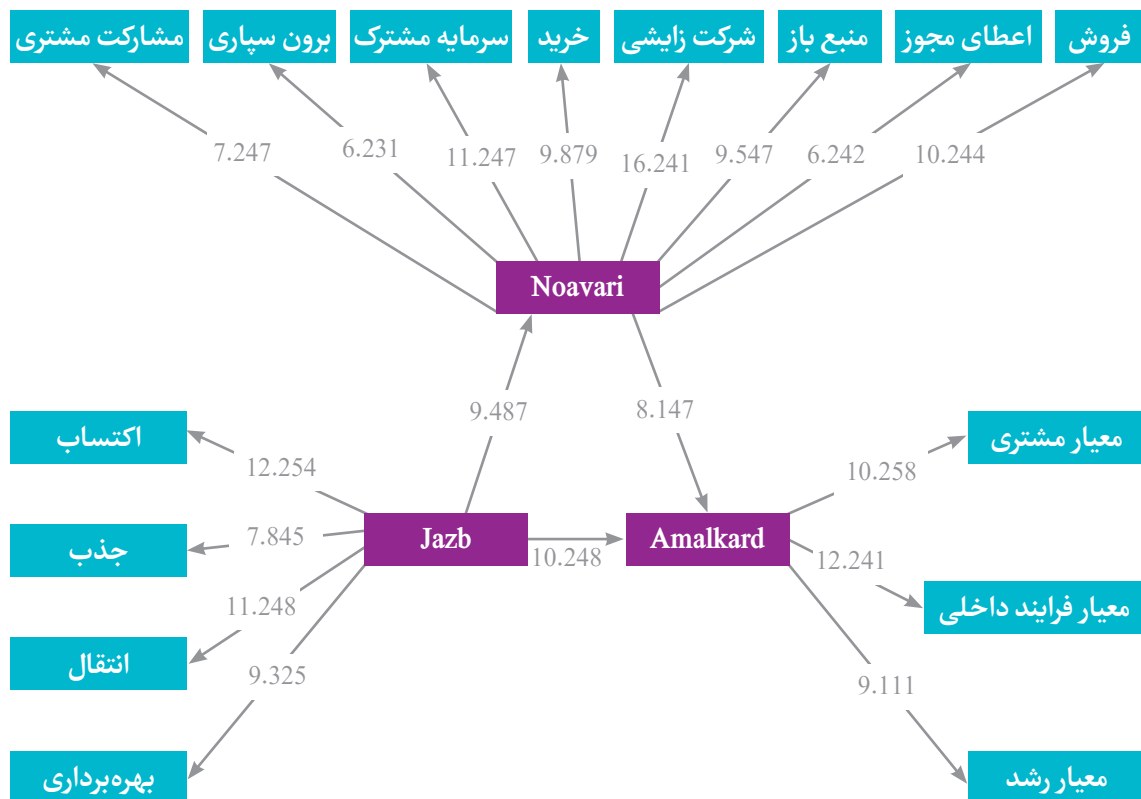 فروش
اعطای مجوز
منبع باز
شرکت زایشی
خرید
سرمایه مشترک
برون سپاری
مشارکت مشتری
7.247
6.231
11.247
9.879
16.241
9.547
6.242
10.244
Noavari
9.487
8.147
اکتساب
معیار مشتری
12.254
10.258
جذب
7.845
Jazb
10.248
Amalkard
12.241
معیار فرایند داخلی
11.248
انتقال
9.325
9.111
بهره‌برداری
معیار رشد